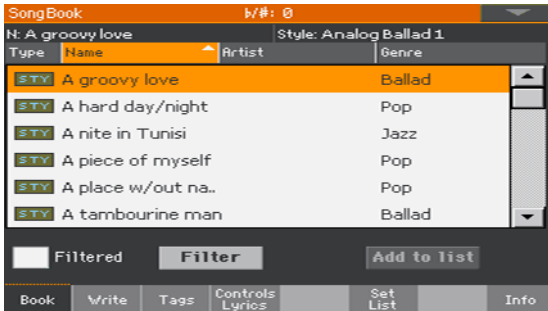 SongBook ♭/#: 0
N: A groovy love Style: Analog Ballad 1
Type Name Artist Genre
STY A groovy love Ballad
STY A hard day/night Pop
STY A nite in Tunisi Jazz
STY A piece of myself Pop
STY A place w/out na.. Pop
STY A tambourine man Ballad
Filtered Filter Add to list
Book Write Tags Controls Lyrics Set List Info